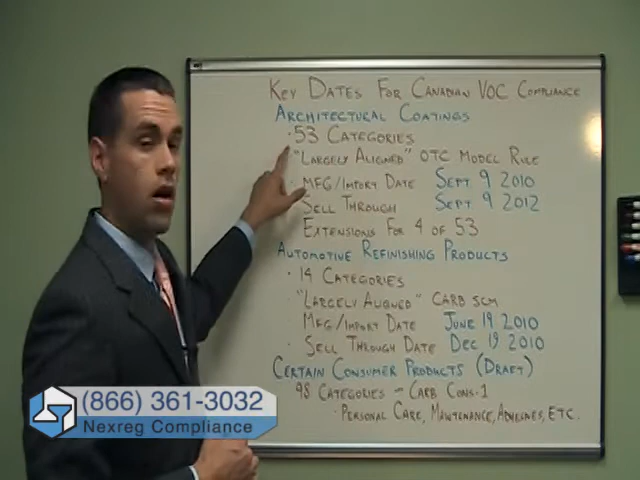 KEY DATES FOR CANADIAN VOC COMPLIANCE
ARCHITECTURAL COATINGS
· 53 CATEGORIES
· "LARGELY ALIGNED" OTC MODEL RULE
· MFG/IMPORT DATE SEPT 9 2010
· SELL THROUGH SEPT 9 2012
EXTENSIONS FOR 4 OF 53
AUTOMOTIVE REFINISHING PRODUCTS
· 14 CATEGORIES
· "LARGELY ALIGNED" CARB SCM
MFG/IMPORT DATE JUNE 19 2010
· SELL THROUGH DATE DEC 19 2010
CERTAIN CONSUMER PRODUCTS (DRAFT)
98 CATEGORIES - CARB CONS-1
· PERSONAL CARE, MAINTENANCE, ADHESIVES, ETC.
(866) 361-3032
Nexreg Compliance